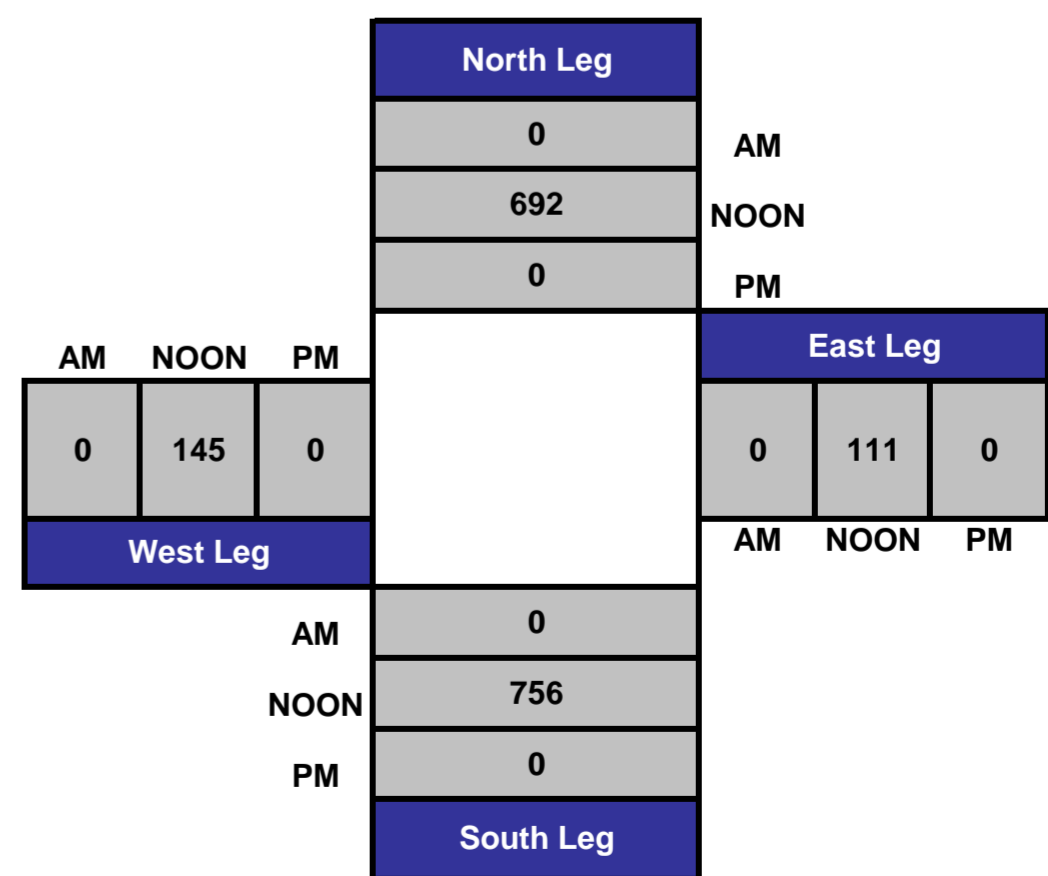 North Leg
0
AM
692
NOON
0
PM
AM NOON PM
East Leg
0 145 0
0 111 0
West Leg
AM NOON PM
AM
0
NOON
756
PM
0
South Leg